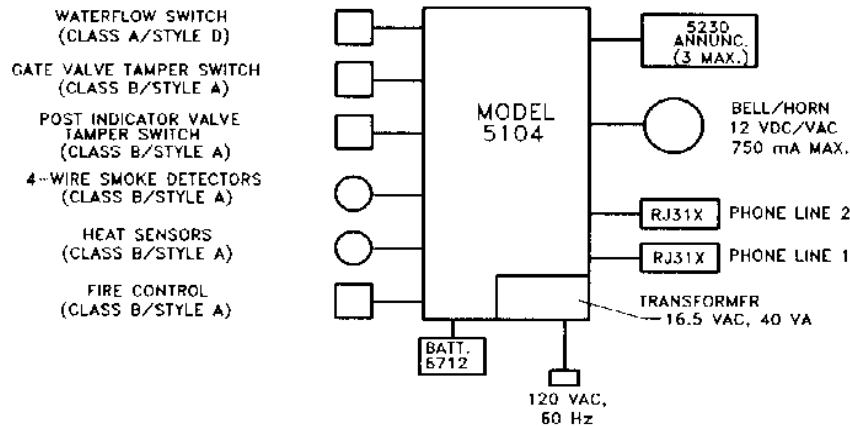 WATERFLOW SWITCH
(CLASS A/STYLE D)
GATE VALVE TAMPER SWITCH
(CLASS B/STYLE A)
POST INDICATOR VALVE
TAMPER SWITCH
(CLASS B/STYLE A)
4-WIRE SMOKE DETECTORS
(CLASS B/STYLE A)
HEAT SENSORS
(CLASS B/STYLE A)
FIRE CONTROL
(CLASS B/STYLE A)
MODEL
5104
BATT.
6712
120 VAC,
60 Hz
5230
ANNUNC.
(3 MAX.)
BELL/HORN
12 VDC/VAC
750 mA MAX.
RJ31X PHONE LINE 2
RJ31X PHONE LINE 1
TRANSFORMER
16.5 VAC, 40 VA